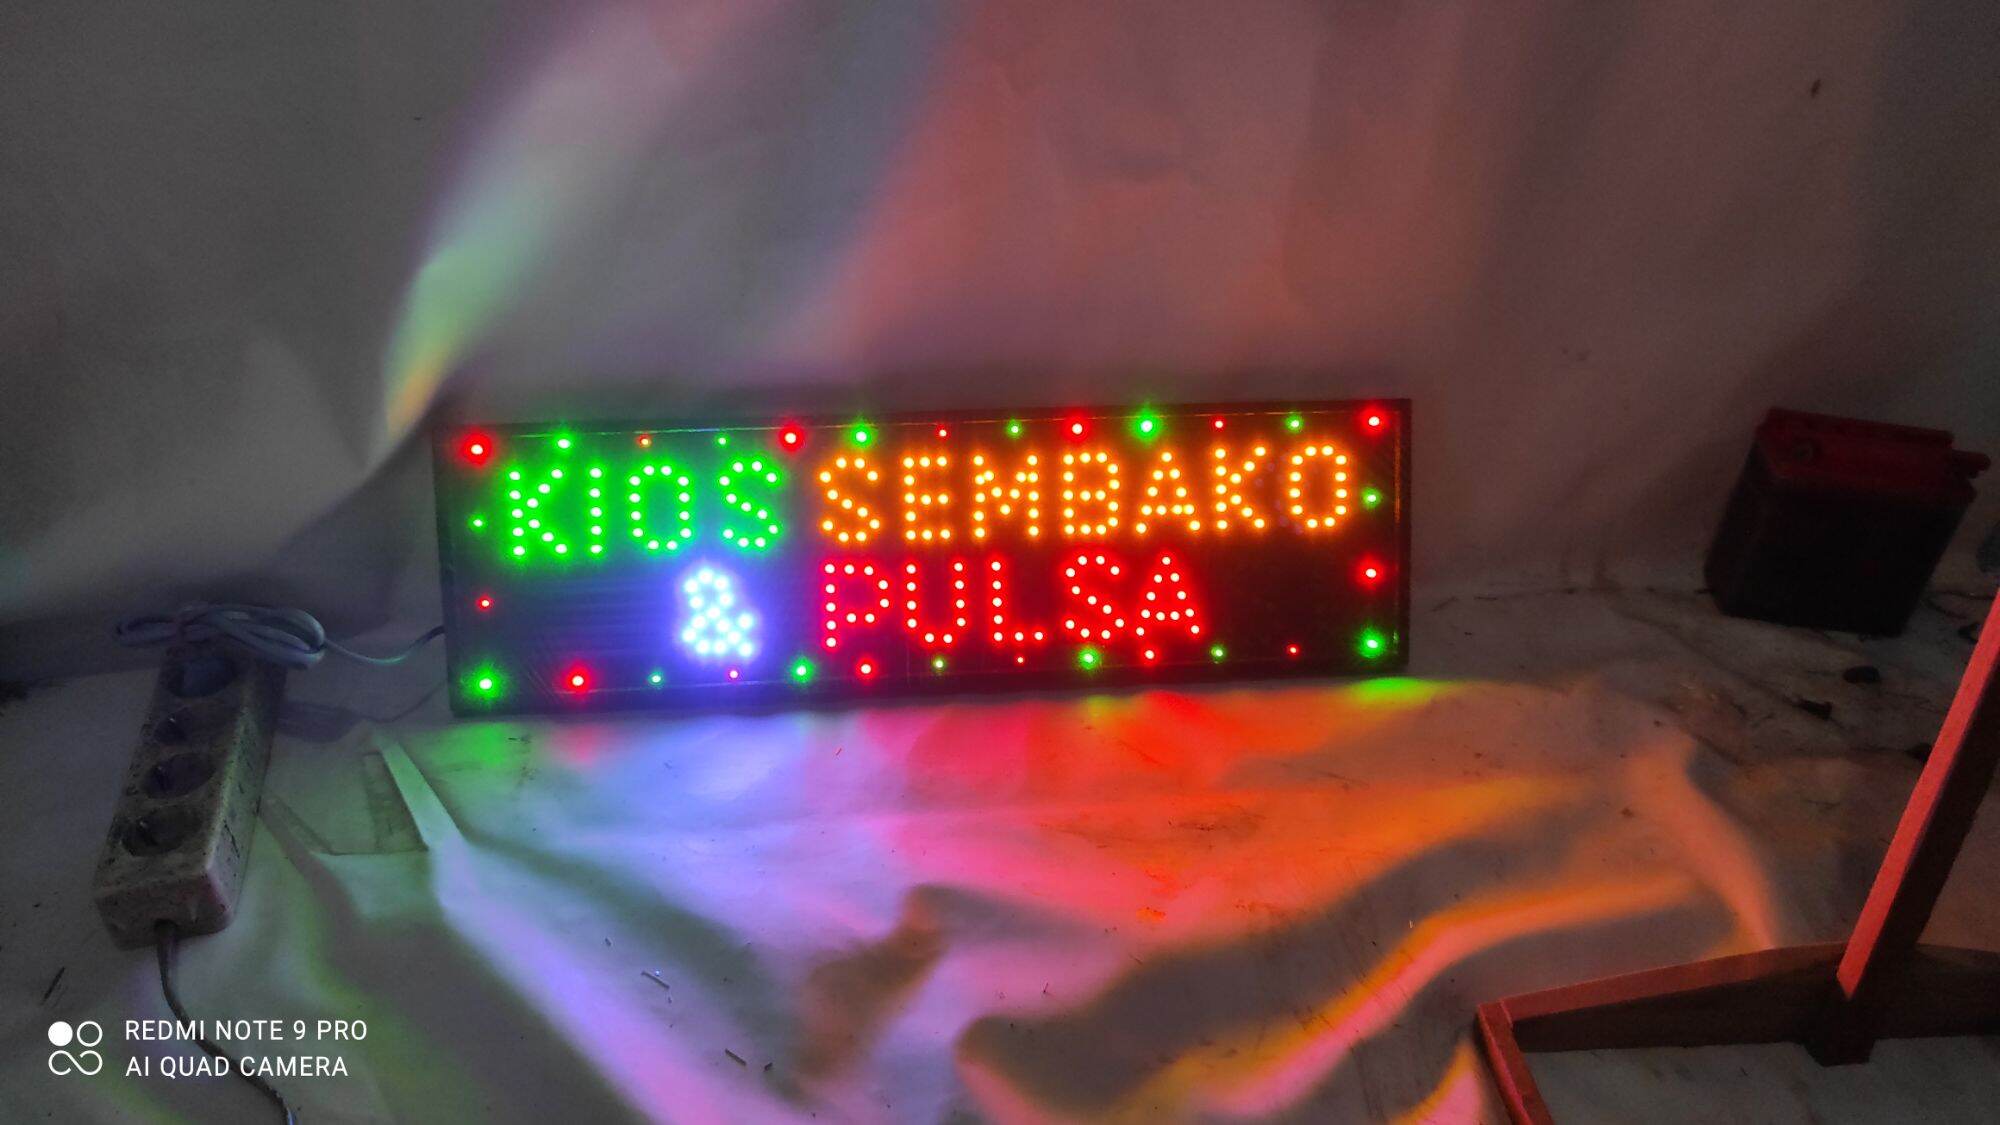 KIOS SEMBAKO
& PULSA
REDMI NOTE 9 PRO
AI QUAD CAMERA